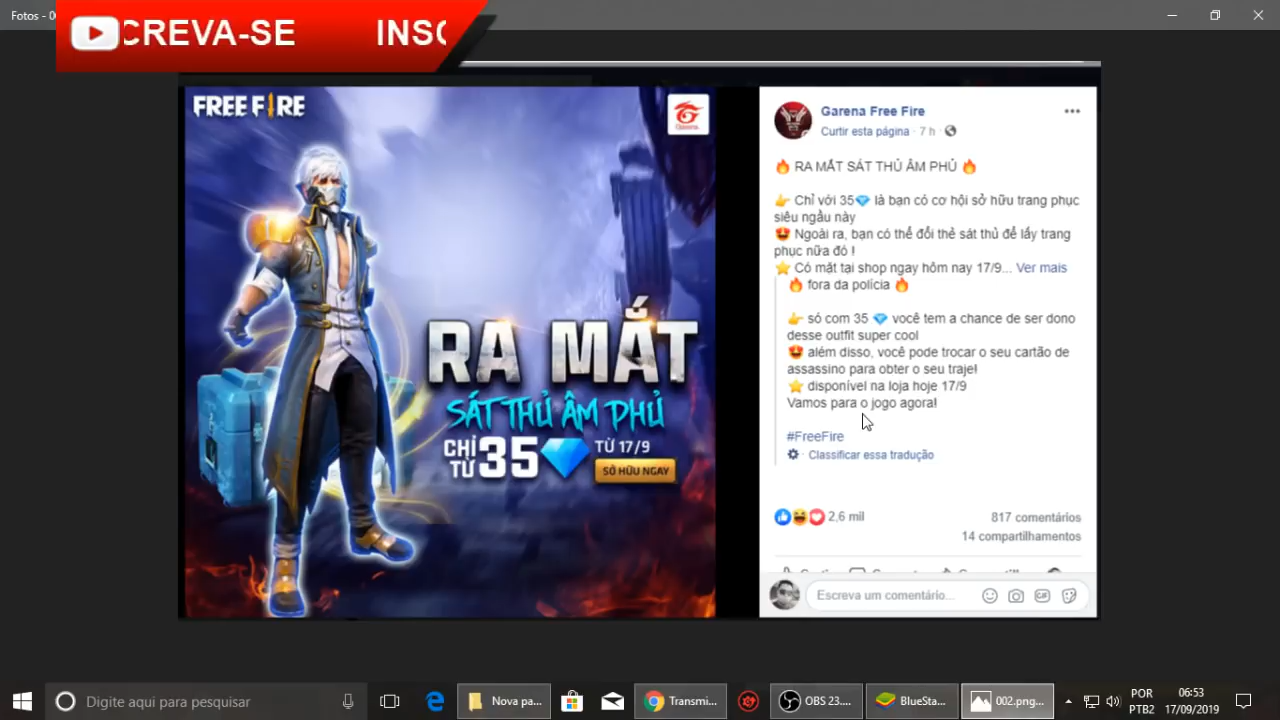 Fotos - 0
CREVA-SE INSC
FREE FIRE
Garena
RA MẮT
SÁT THỦ ÂM PHỦ
CHỈ TỪ 35 TỪ 17/9
SỞ HỮU NGAY
Garena Free Fire
Curtir esta página · 7 h ·
🔥 RA MẮT SÁT THỦ ÂM PHỦ 🔥
👉 Chỉ với 35💎 là bạn có cơ hội sở hữu trang phục
siêu ngầu này
😍 Ngoài ra, bạn có thể đổi thẻ sát thủ để lấy trang
phục nữa đó !
⭐ Có mặt tại shop ngay hôm nay 17/9... Ver mais
🔥 fora da polícia 🔥
👉 só com 35 💎 você tem a chance de ser dono
desse outfit super cool
😍 além disso, você pode trocar o seu cartão de
assassino para obter o seu traje!
⭐ disponível na loja hoje 17/9
Vamos para o jogo agora!
#FreeFire
· Classificar essa tradução
2,6 mil 817 comentários
14 compartilhamentos
Escreva um comentário...
GIF
Digite aqui para pesquisar
Nova pa...
Transmi...
OBS 23....
BlueSta...
002.png...
POR 06:53
PTB2 17/09/2019